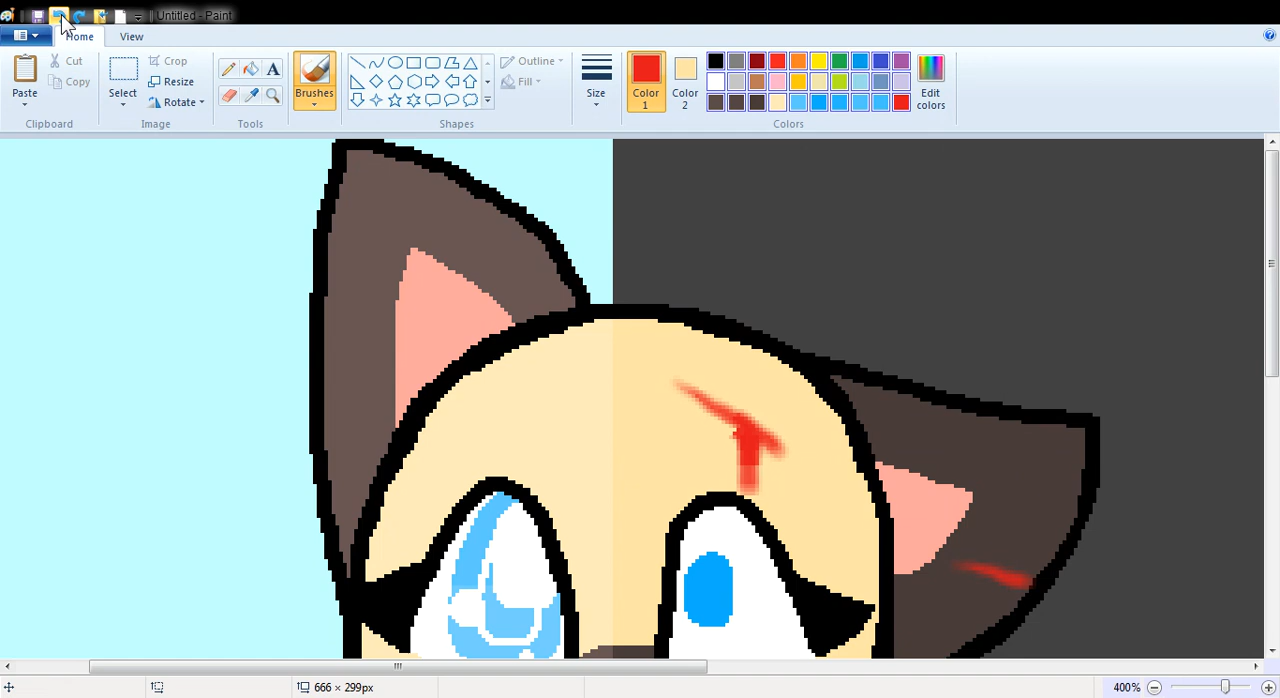 Untitled - Paint
Home View
Paste
Cut
Copy
Clipboard
Select
Crop
Resize
Rotate
Image
A
Tools
Brushes
Outline
Fill
Shapes
Size
Color 1
Color 2
Edit colors
Colors
666 × 299px
400%